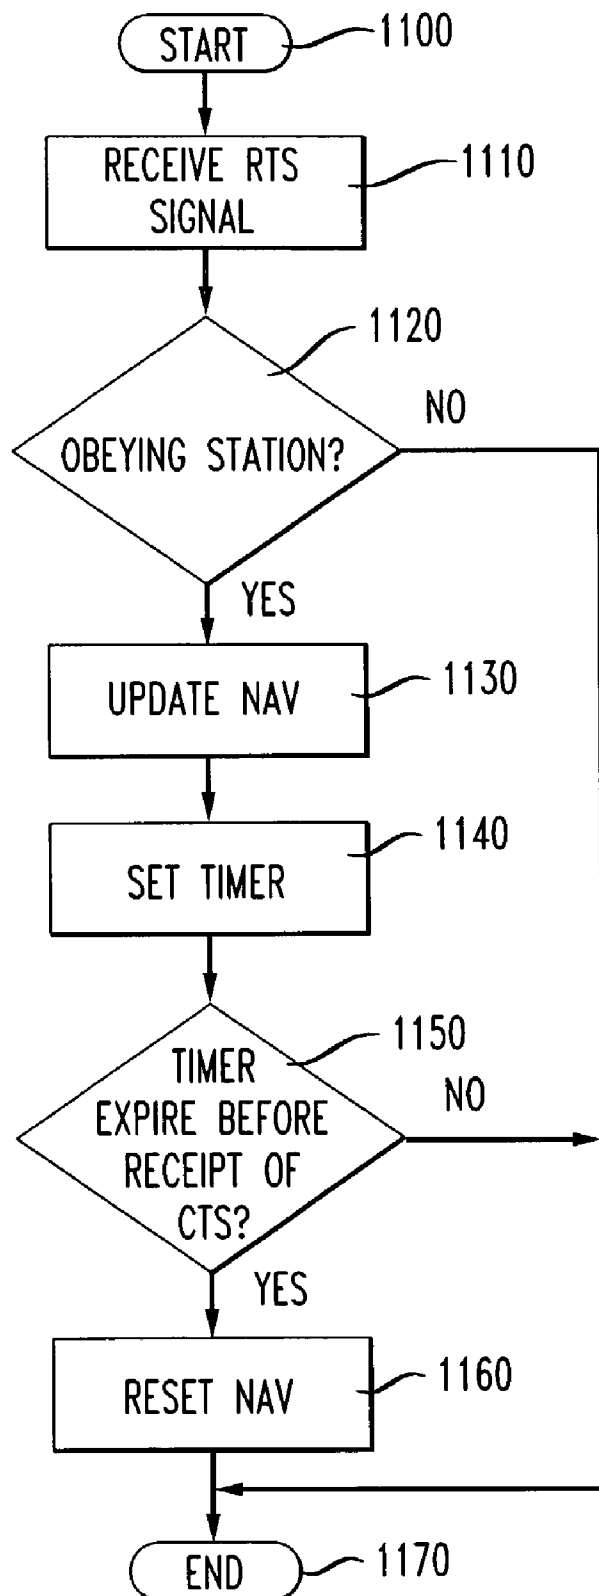 START
1100
RECEIVE RTS
SIGNAL
1110
1120
OBEYING STATION?
NO
YES
UPDATE NAV
1130
SET TIMER
1140
1150
TIMER
EXPIRE BEFORE
RECEIPT OF
CTS?
NO
YES
RESET NAV
1160
END
1170